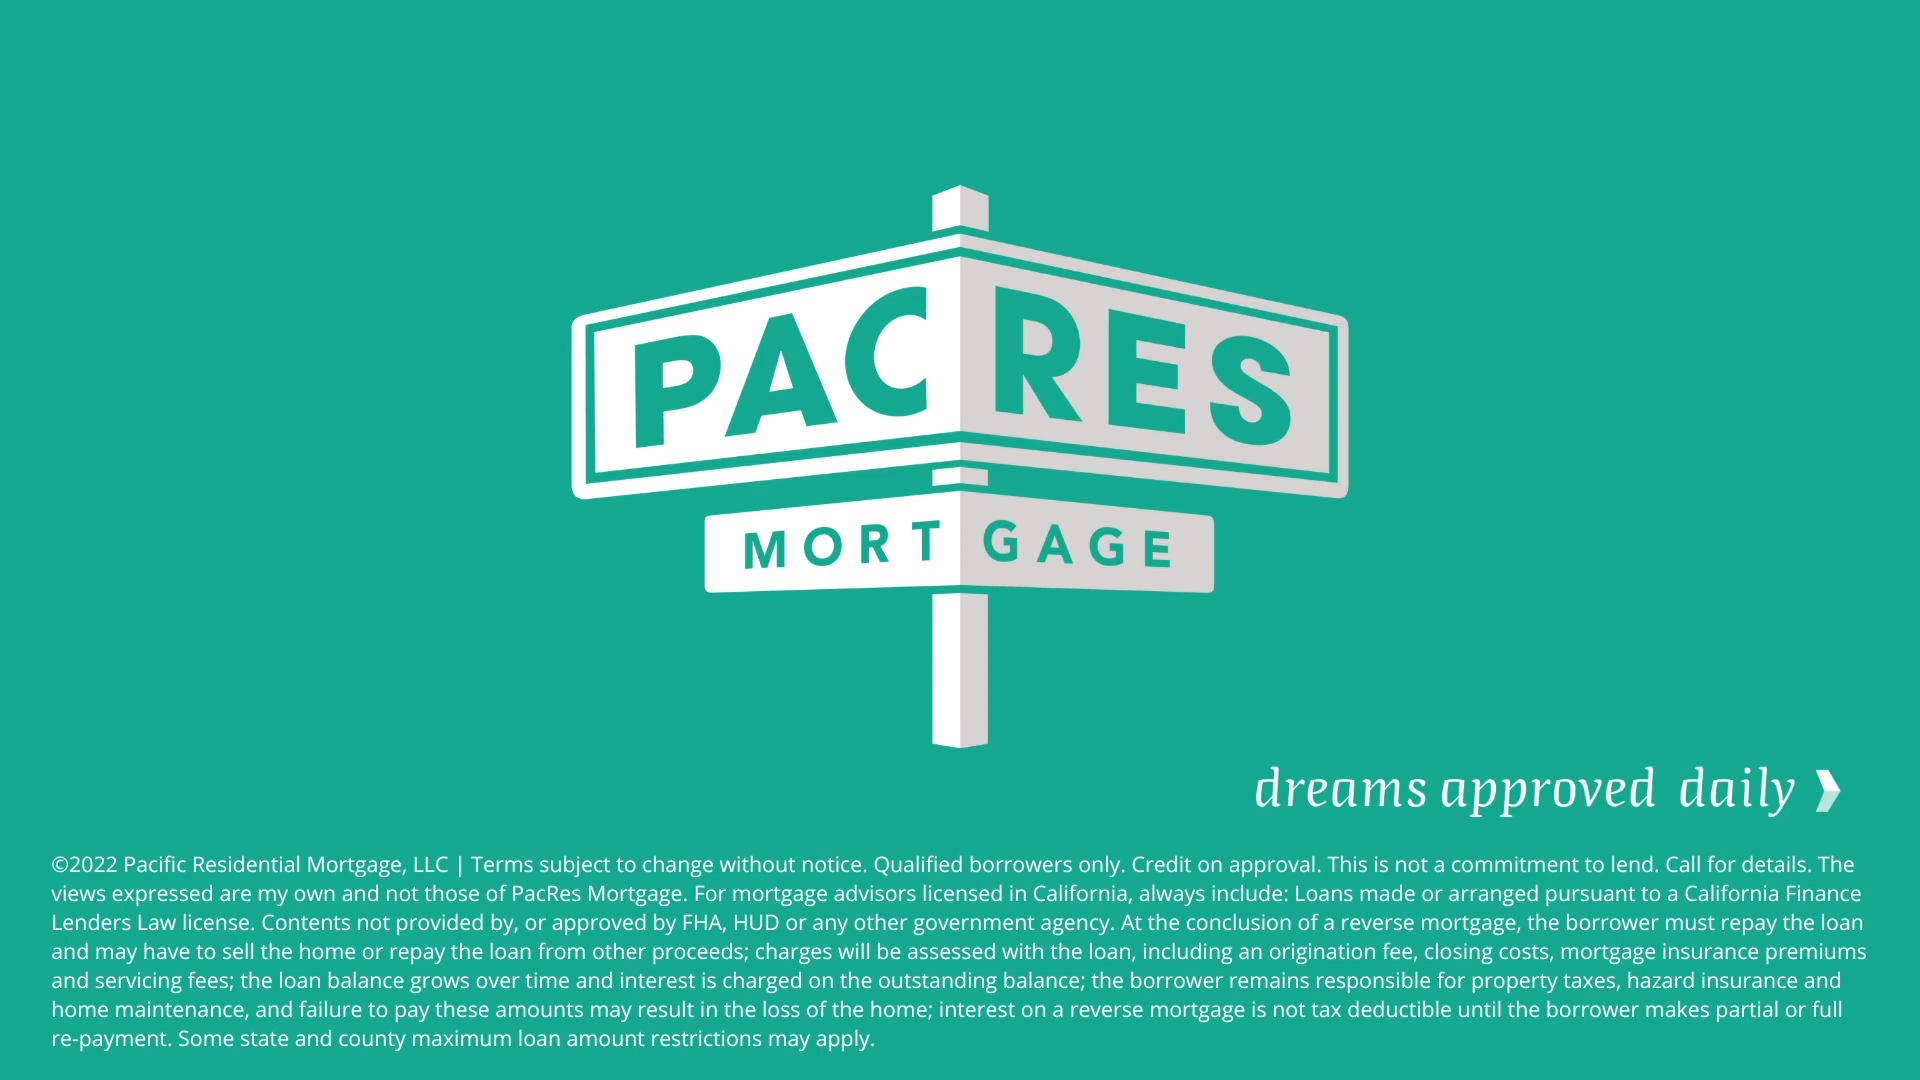 PACRES
MORTGAGE
dreams approved daily
©2022 Pacific Residential Mortgage, LLC | Terms subject to change without notice. Qualified borrowers only. Credit on approval. This is not a commitment to lend. Call for details. The
views expressed are my own and not those of PacRes Mortgage. For mortgage advisors licensed in California, always include: Loans made or arranged pursuant to a California Finance
Lenders Law license. Contents not provided by, or approved by FHA, HUD or any other government agency. At the conclusion of a reverse mortgage, the borrower must repay the loan
and may have to sell the home or repay the loan from other proceeds; charges will be assessed with the loan, including an origination fee, closing costs, mortgage insurance premiums
and servicing fees; the loan balance grows over time and interest is charged on the outstanding balance; the borrower remains responsible for property taxes, hazard insurance and
home maintenance, and failure to pay these amounts may result in the loss of the home; interest on a reverse mortgage is not tax deductible until the borrower makes partial or full
re-payment. Some state and county maximum loan amount restrictions may apply.